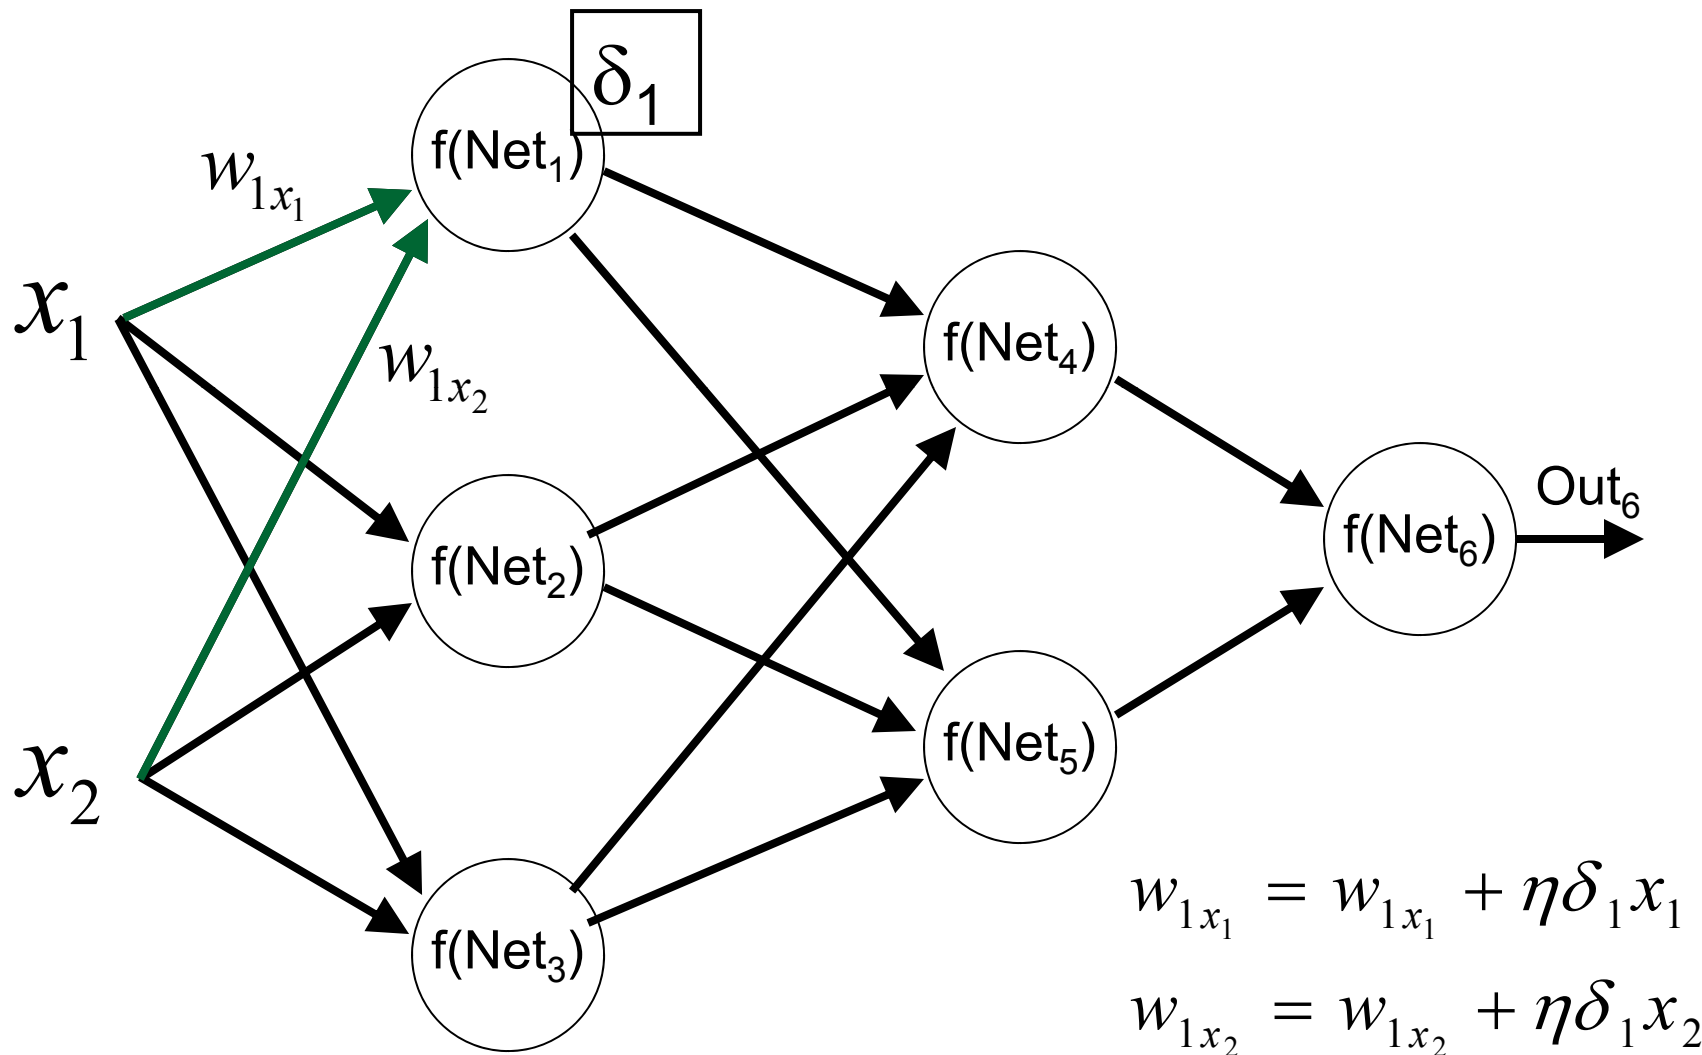 δ₁
f(Net₁)
w₁ₓ₁
x₁
w₁ₓ₂
f(Net₄)
f(Net₂)
f(Net₆)
Out₆
x₂
f(Net₅)
f(Net₃)
w₁ₓ₁ = w₁ₓ₁ + ηδ₁x₁
w₁ₓ₂ = w₁ₓ₂ + ηδ₁x₂